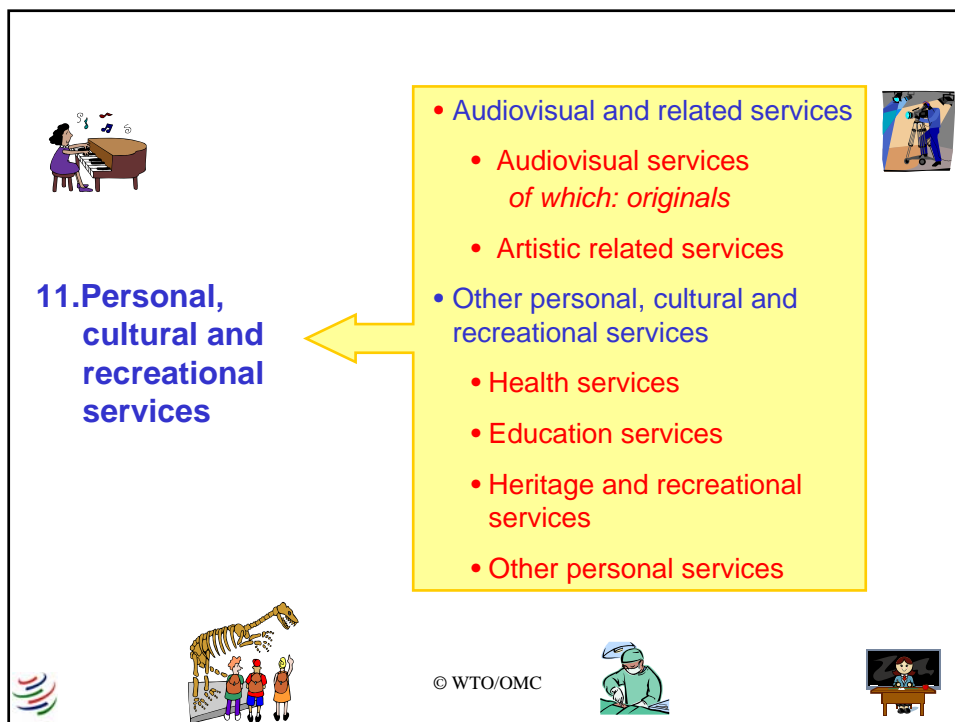 11.Personal,
cultural and
recreational
services
• Audiovisual and related services
• Audiovisual services
of which: originals
• Artistic related services
• Other personal, cultural and
recreational services
• Health services
• Education services
• Heritage and recreational
services
• Other personal services
© WTO/OMC